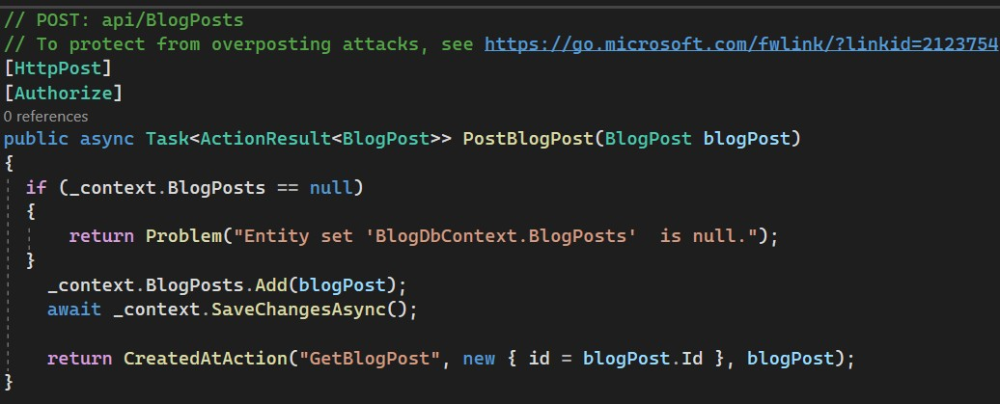 // POST: api/BlogPosts
// To protect from overposting attacks, see https://go.microsoft.com/fwlink/?linkid=2123754
[HttpPost]
[Authorize]
0 references
public async Task<ActionResult<BlogPost>> PostBlogPost(BlogPost blogPost)
{
if (_context.BlogPosts == null)
{
return Problem("Entity set 'BlogDbContext.BlogPosts'  is null.");
}
_context.BlogPosts.Add(blogPost);
await _context.SaveChangesAsync();
return CreatedAtAction("GetBlogPost", new { id = blogPost.Id }, blogPost);
}